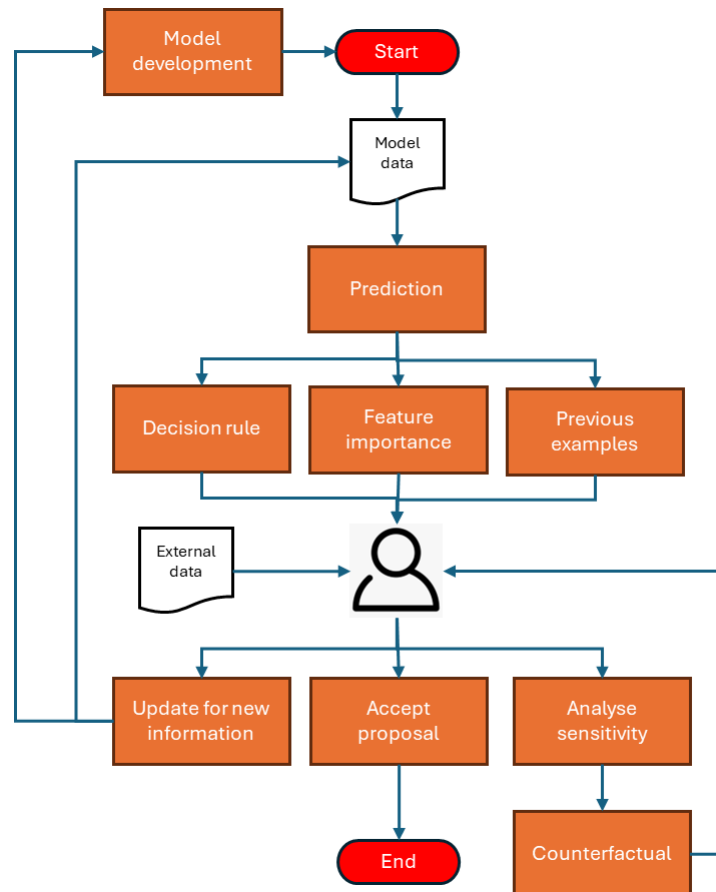 Model
development
Start
Model
data
Prediction
Decision rule
Feature
importance
Previous
examples
External
data
Update for new
information
Accept
proposal
Analyse
sensitivity
End
Counterfactual